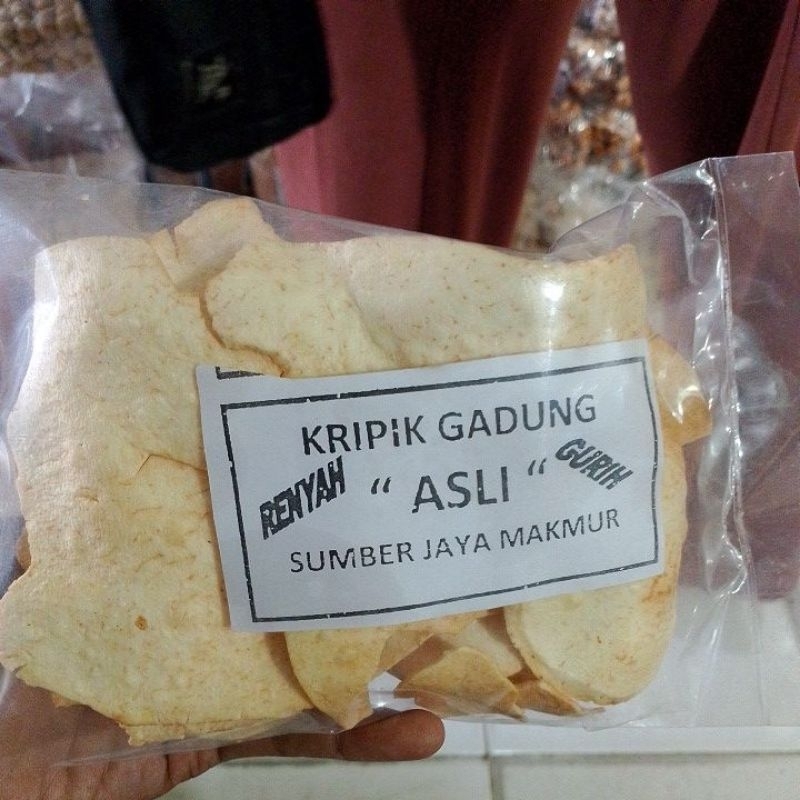 KRIPIK GADUNG
RENYAH “ ASLI “ GURIH
SUMBER JAYA MAKMUR